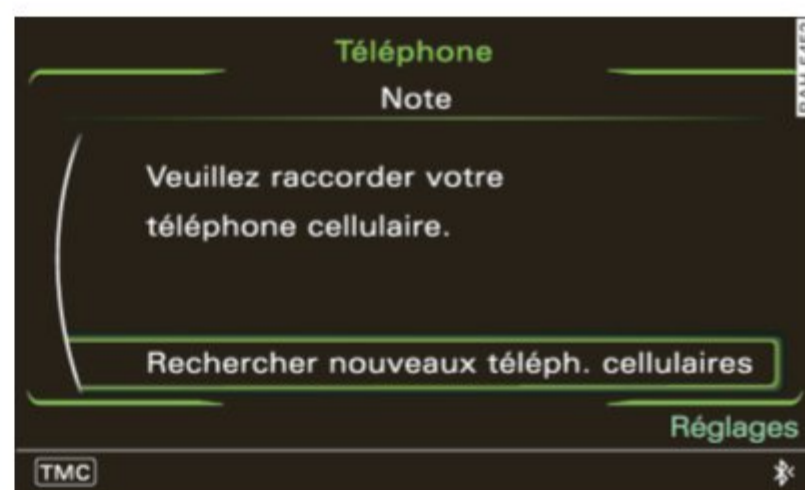 Téléphone
Note
Veuillez raccorder votre
téléphone cellulaire.
Rechercher nouveaux téléph. cellulaires
Réglages
TMC